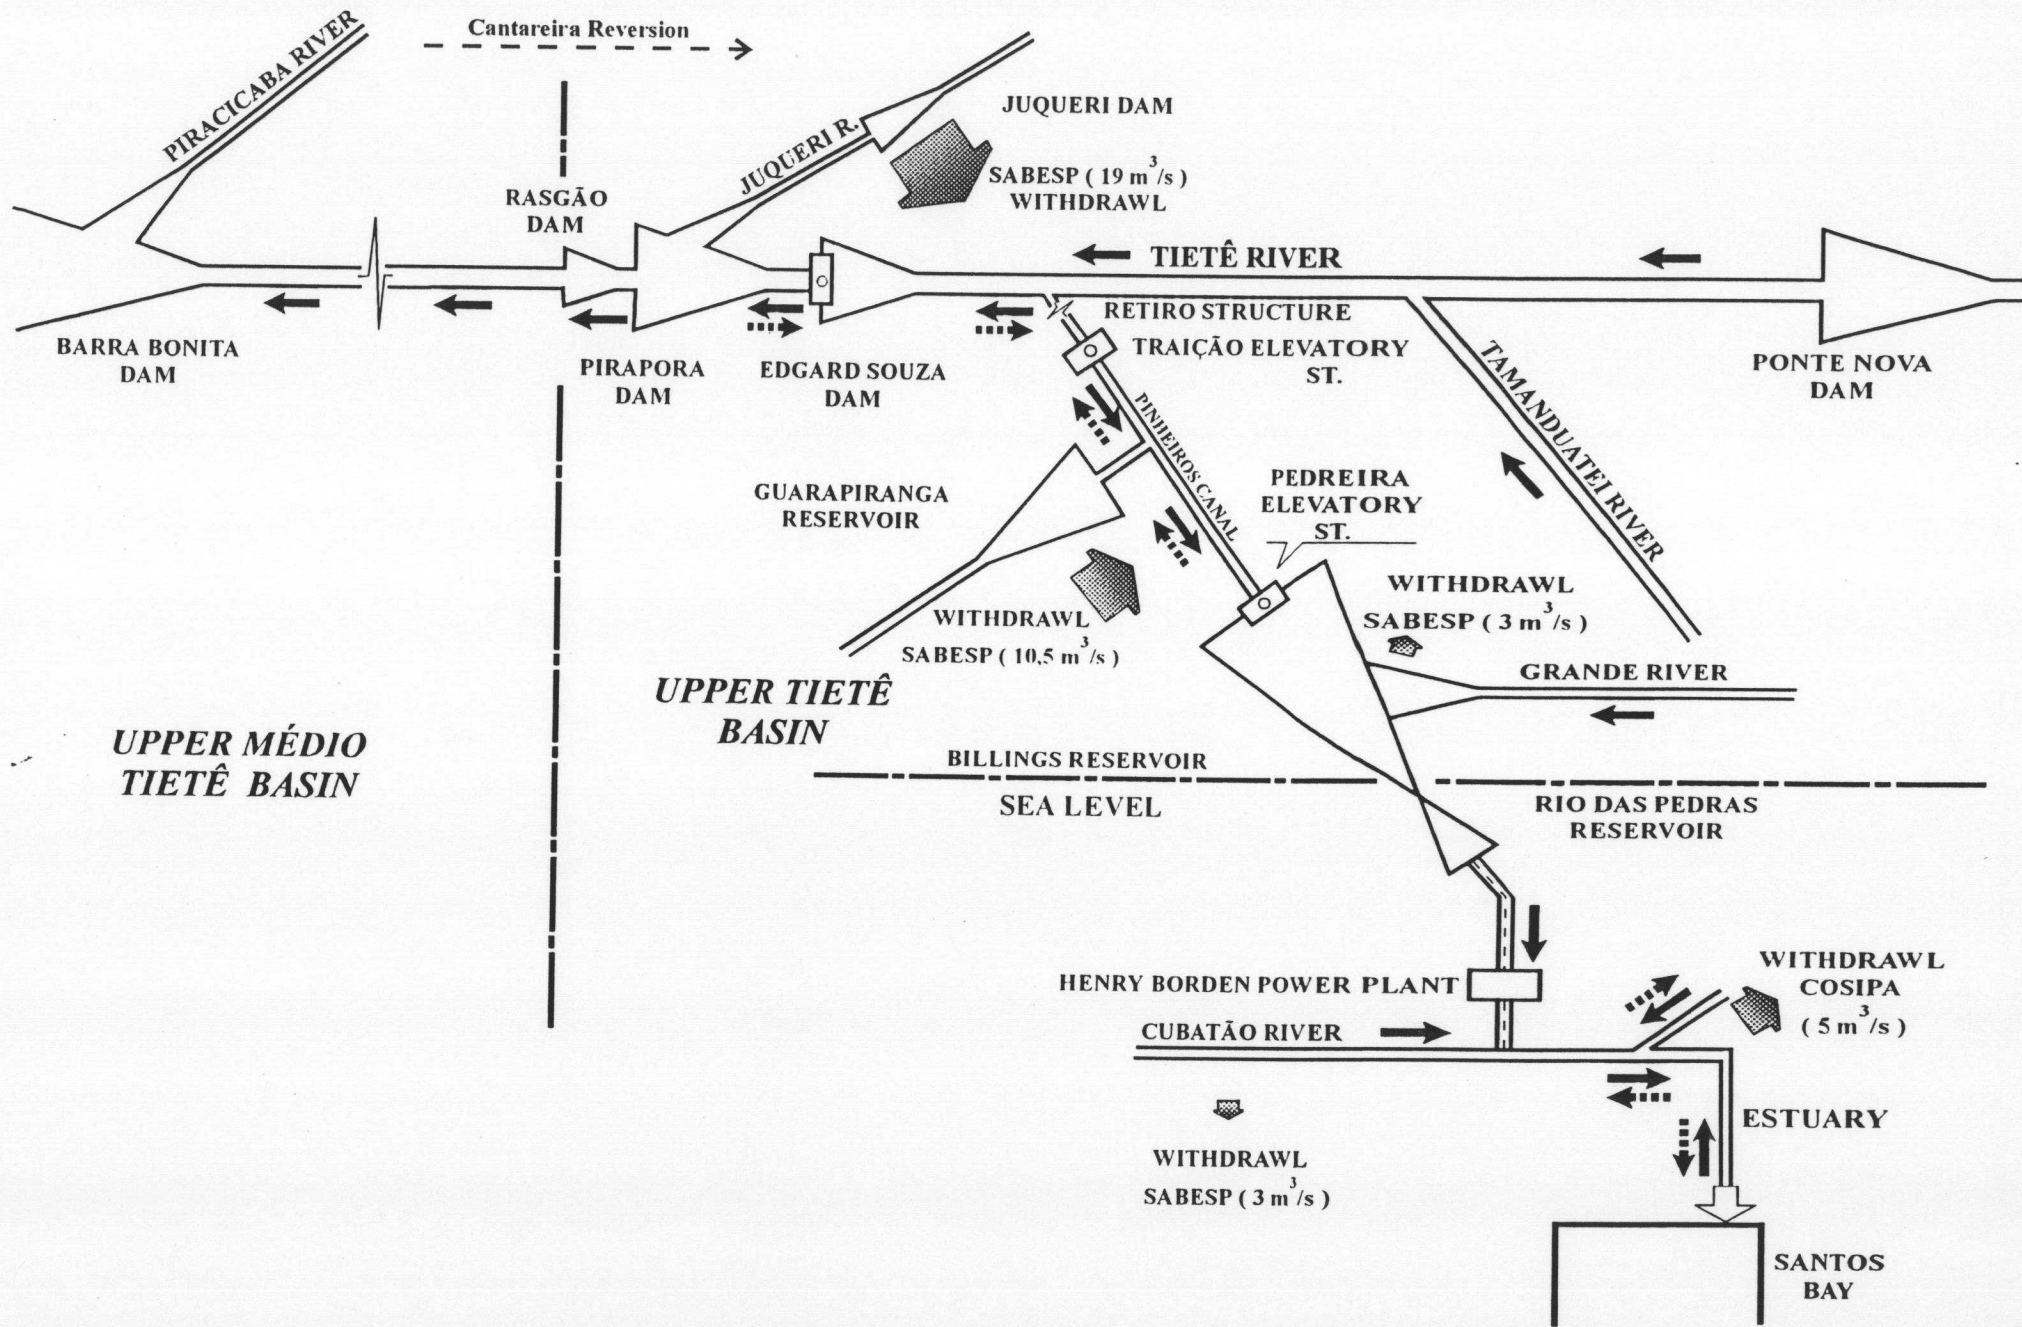 Cantareira Reversion
PIRACICABA RIVER
JUQUERI R.
JUQUERI DAM
SABESP ( 19 m³/s )
WITHDRAWL
RASGÃO
DAM
TIETÊ RIVER
RETIRO STRUCTURE
TRAIÇÃO ELEVATORY
ST.
BARRA BONITA
DAM
PIRAPORA
DAM
EDGARD SOUZA
DAM
PONTE NOVA
DAM
TAMANDUATEI RIVER
PINHEIROS CANAL
GUARAPIRANGA
RESERVOIR
PEDREIRA
ELEVATORY
ST.
WITHDRAWL
SABESP ( 10,5 m³/s )
WITHDRAWL
SABESP ( 3 m³/s )
GRANDE RIVER
UPPER TIETÊ
BASIN
UPPER MÉDIO
TIETÊ BASIN
BILLINGS RESERVOIR
SEA LEVEL
RIO DAS PEDRAS
RESERVOIR
HENRY BORDEN POWER PLANT
CUBATÃO RIVER
WITHDRAWL
COSIPA
( 5 m³/s )
ESTUARY
WITHDRAWL
SABESP ( 3 m³/s )
SANTOS
BAY